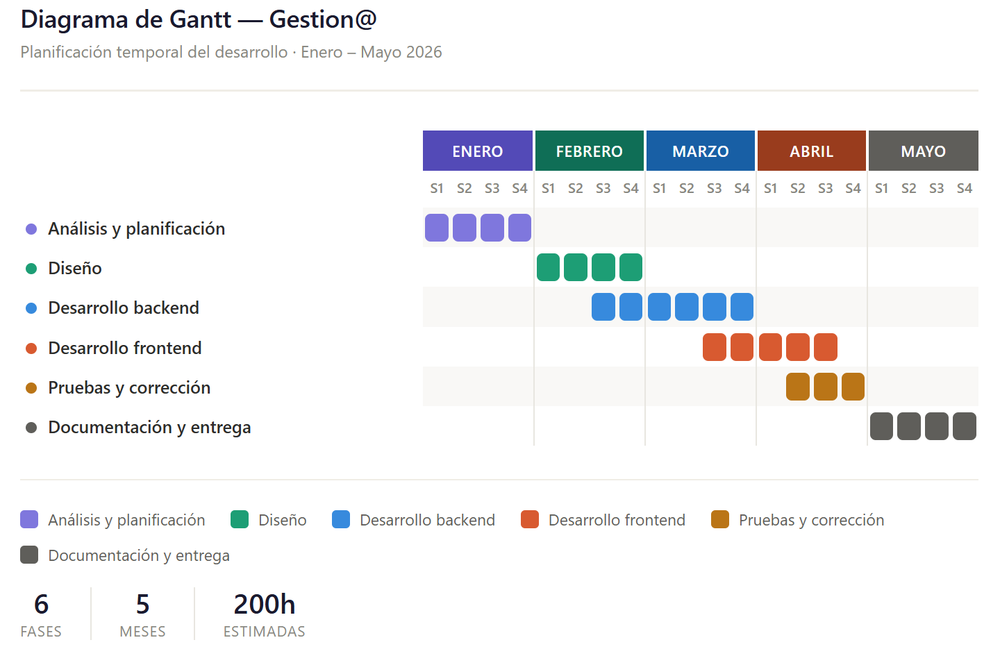 Diagrama de Gantt — Gestion@
Planificación temporal del desarrollo · Enero – Mayo 2026
ENERO FEBRERO MARZO ABRIL MAYO
S1 S2 S3 S4 S1 S2 S3 S4 S1 S2 S3 S4 S1 S2 S3 S4 S1 S2 S3 S4
Análisis y planificación
Diseño
Desarrollo backend
Desarrollo frontend
Pruebas y corrección
Documentación y entrega
Análisis y planificación Diseño Desarrollo backend Desarrollo frontend Pruebas y corrección
Documentación y entrega
6 5 200h
FASES MESES ESTIMADAS